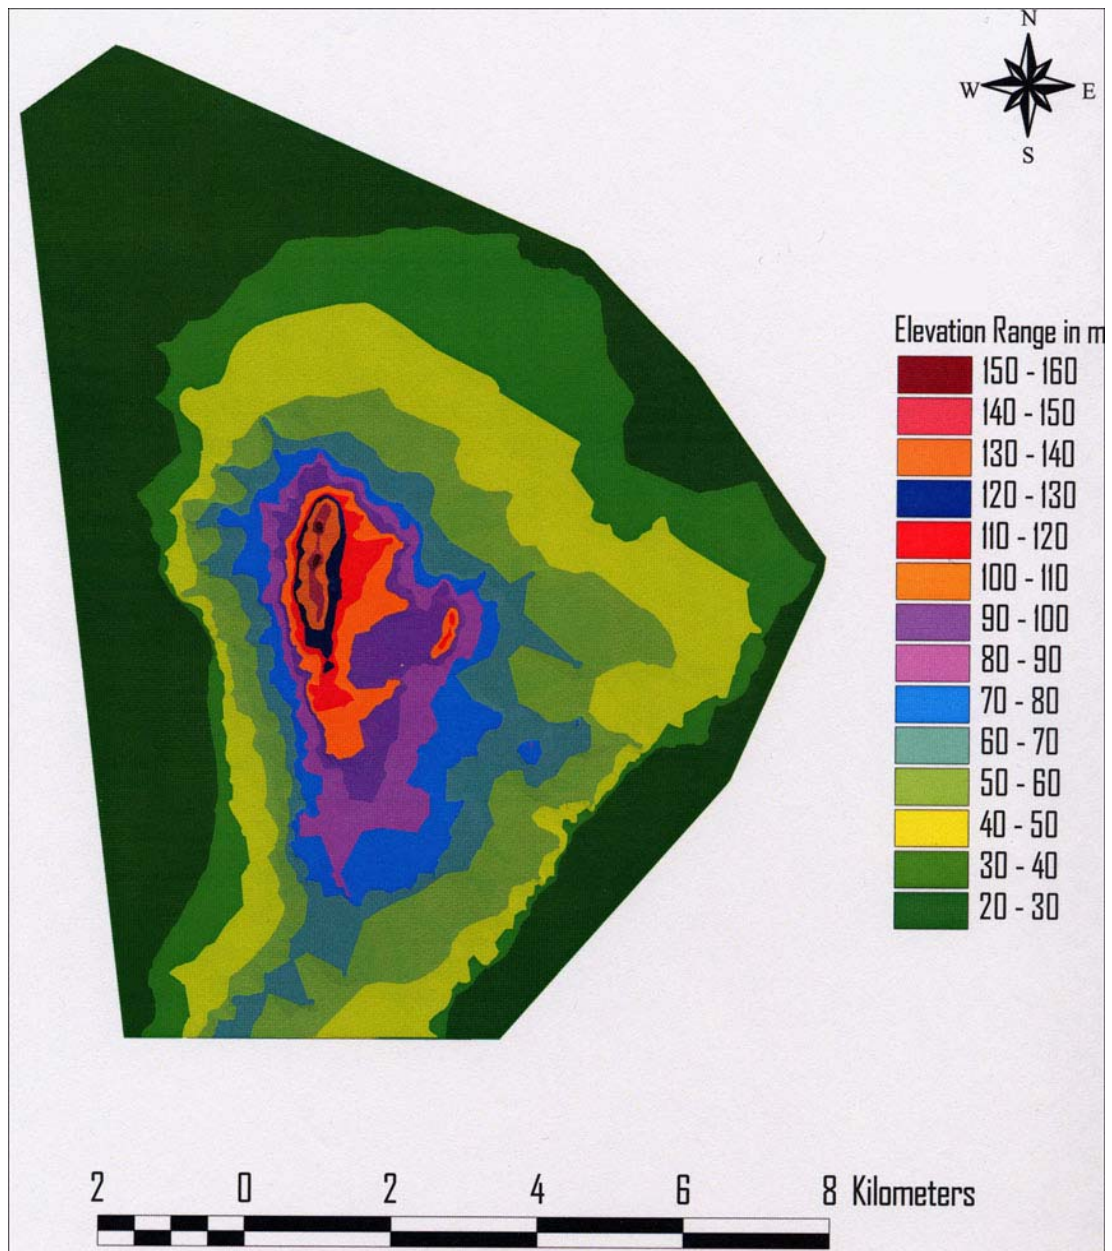 N
W E
S
Elevation Range in m
150 - 160
140 - 150
130 - 140
120 - 130
110 - 120
100 - 110
90 - 100
80 - 90
70 - 80
60 - 70
50 - 60
40 - 50
30 - 40
20 - 30
2 0 2 4 6 8 Kilometers